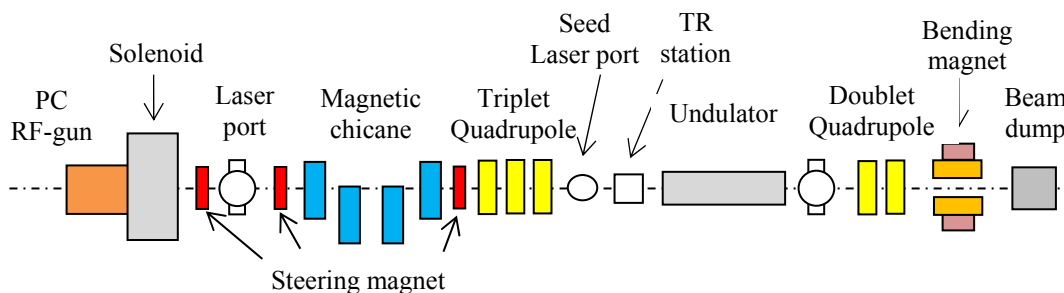 PC
RF-gun
Solenoid
Laser
port
Magnetic
chicane
Triplet
Quadrupole
Seed
Laser port
TR
station
Undulator
Doublet
Quadrupole
Bending
magnet
Beam
dump
Steering magnet